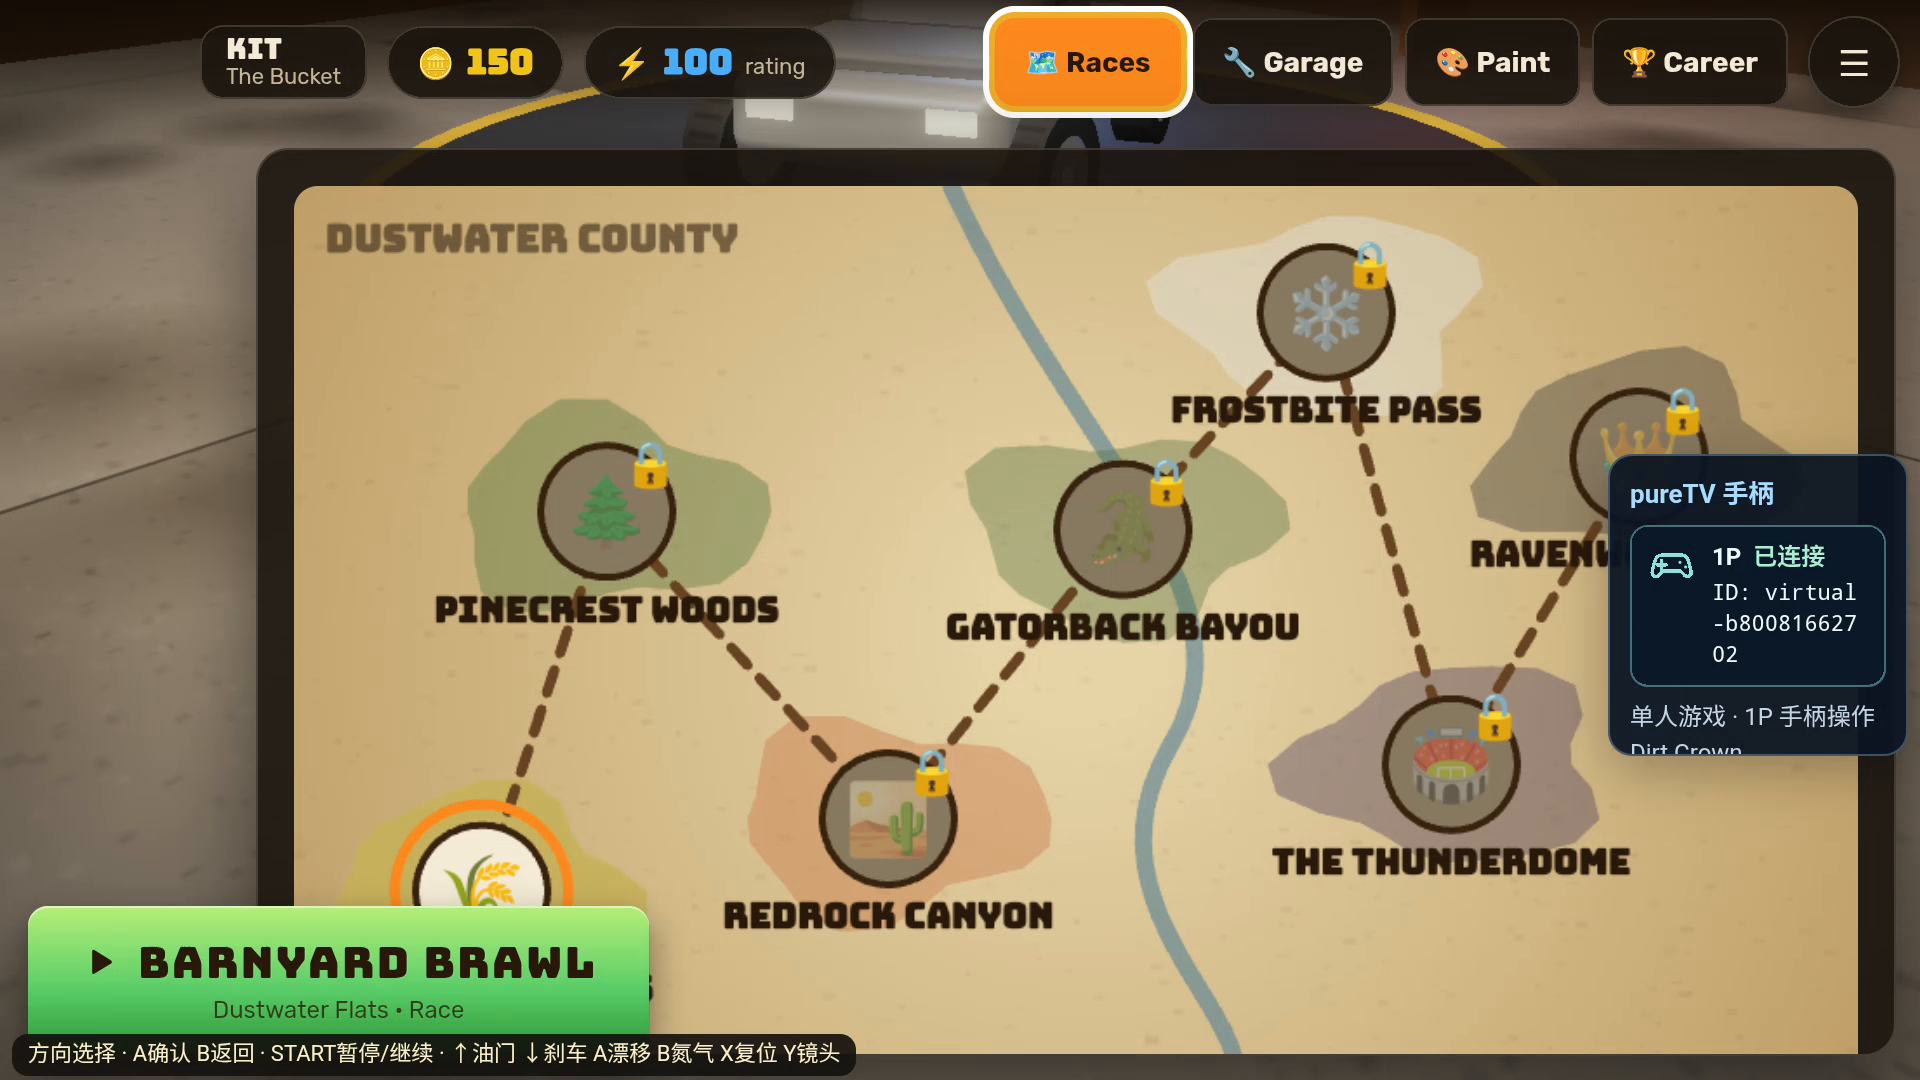 KIT
The Bucket
150
100 rating
Races
Garage
Paint
Career
DUSTWATER COUNTY
FROSTBITE PASS
PINECREST WOODS
GATORBACK BAYOU
REDROCK CANYON
THE THUNDERDOME
pureTV 手柄
1P 已连接
ID: virtual
-b800816627
02
单人游戏 · 1P 手柄操作
Dirt Crown
BARNYARD BRAWL
Dustwater Flats • Race
方向选择 · A确认 B返回 · START暂停/继续 · ↑油门 ↓刹车 A漂移 B氮气 X复位 Y镜头